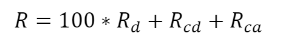 R = 100 * R_d + R_cd + R_ca